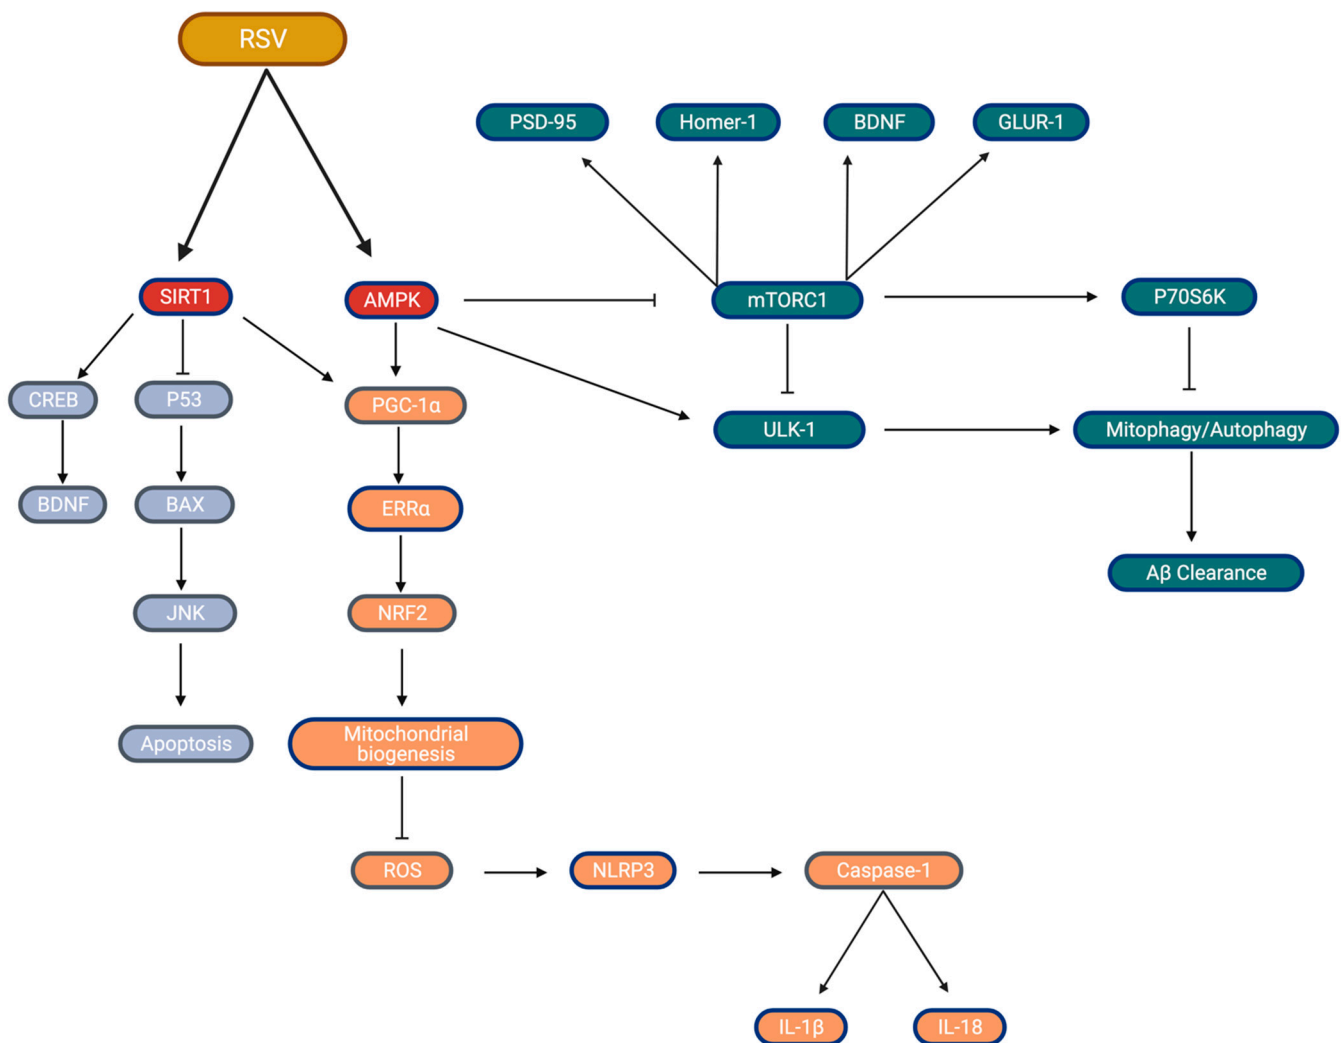 RSV
PSD-95
Homer-1
BDNF
GLUR-1
SIRT1
AMPK
mTORC1
P70S6K
CREB
P53
PGC-1α
ULK-1
Mitophagy/Autophagy
BDNF
BAX
ERRα
Aβ Clearance
JNK
NRF2
Apoptosis
Mitochondrial
biogenesis
ROS
NLRP3
Caspase-1
IL-1β
IL-18